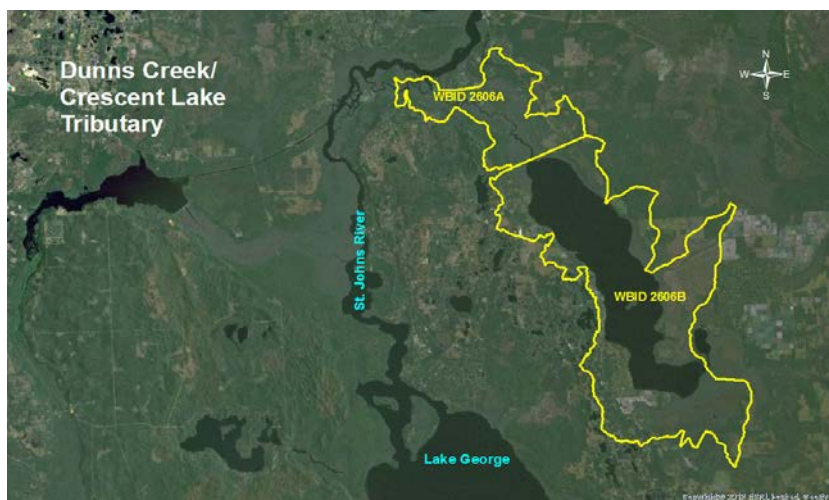 Dunns Creek/
Crescent Lake
Tributary
N
W E
S
WBID 2606A
St. Johns River
WBID 2606B
Lake George